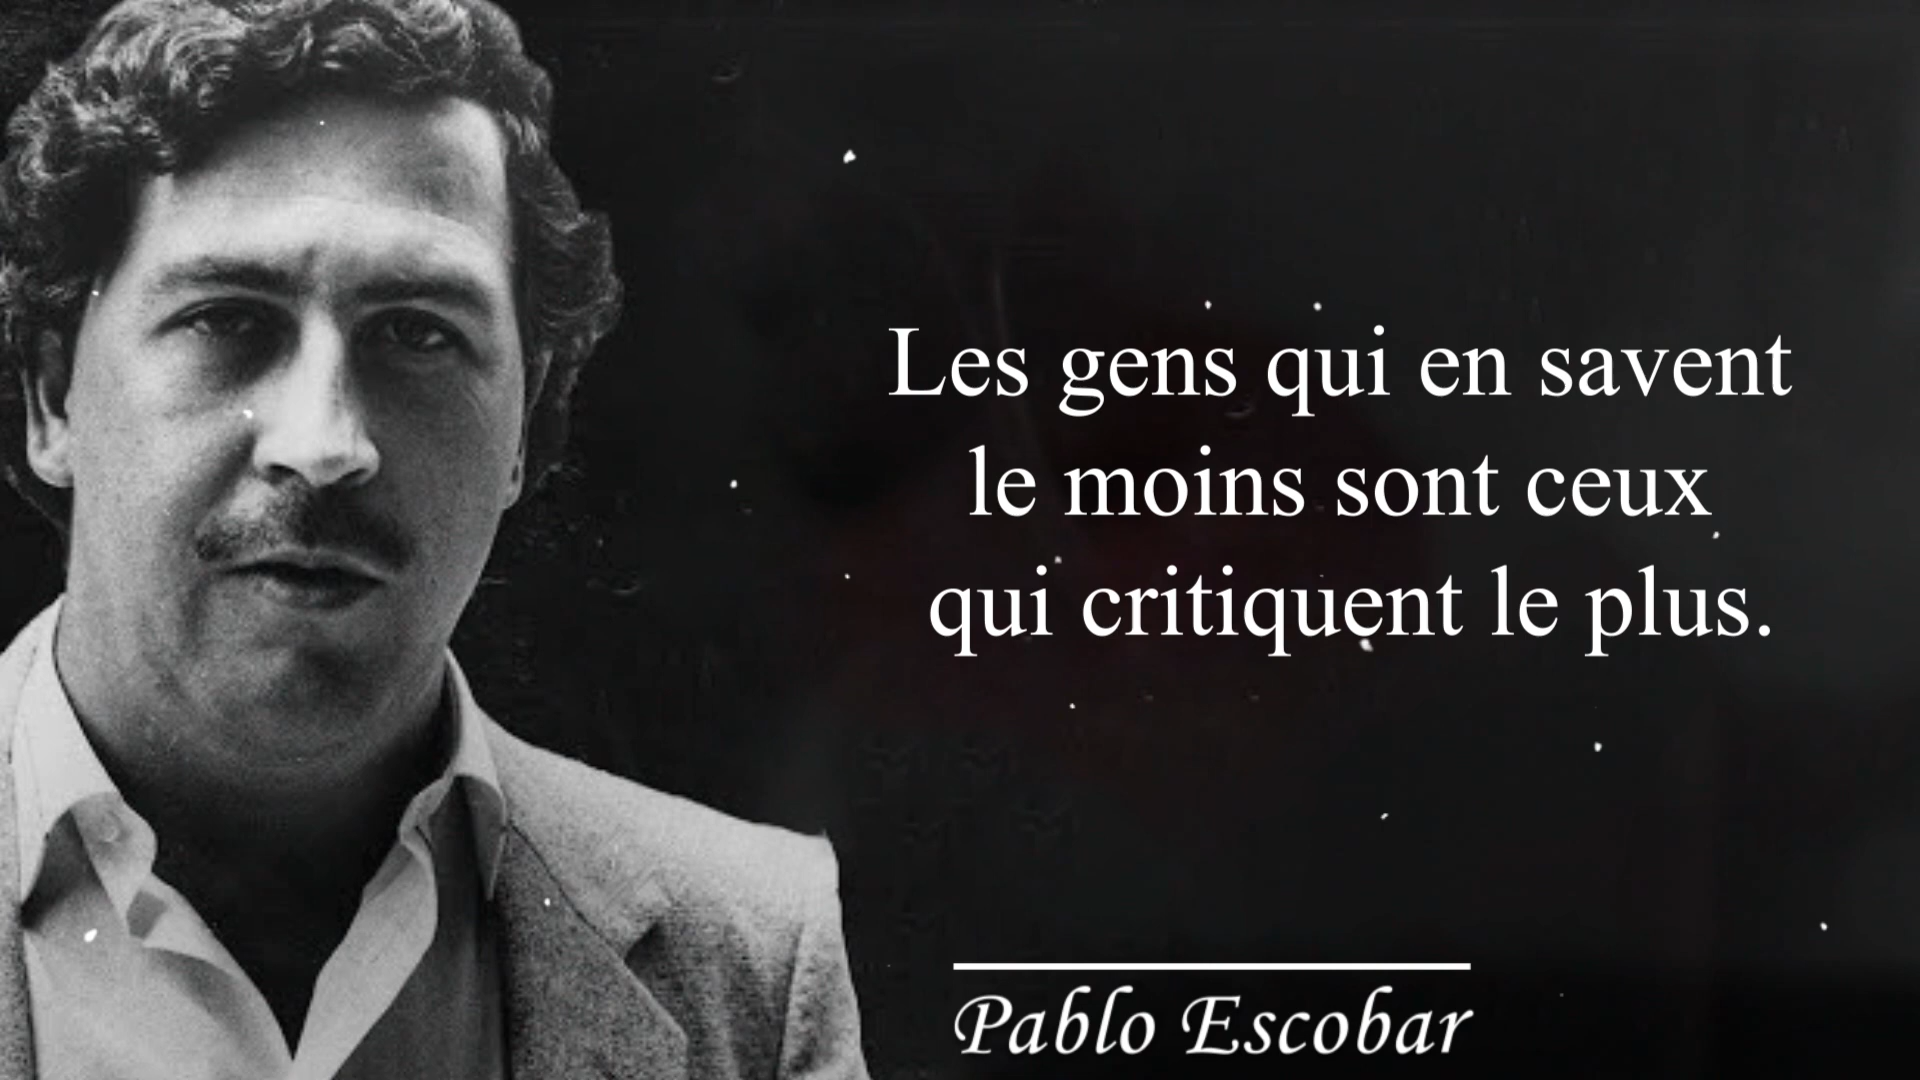 Les gens qui en savent
le moins sont ceux
qui critiquent le plus.
Pablo Escobar